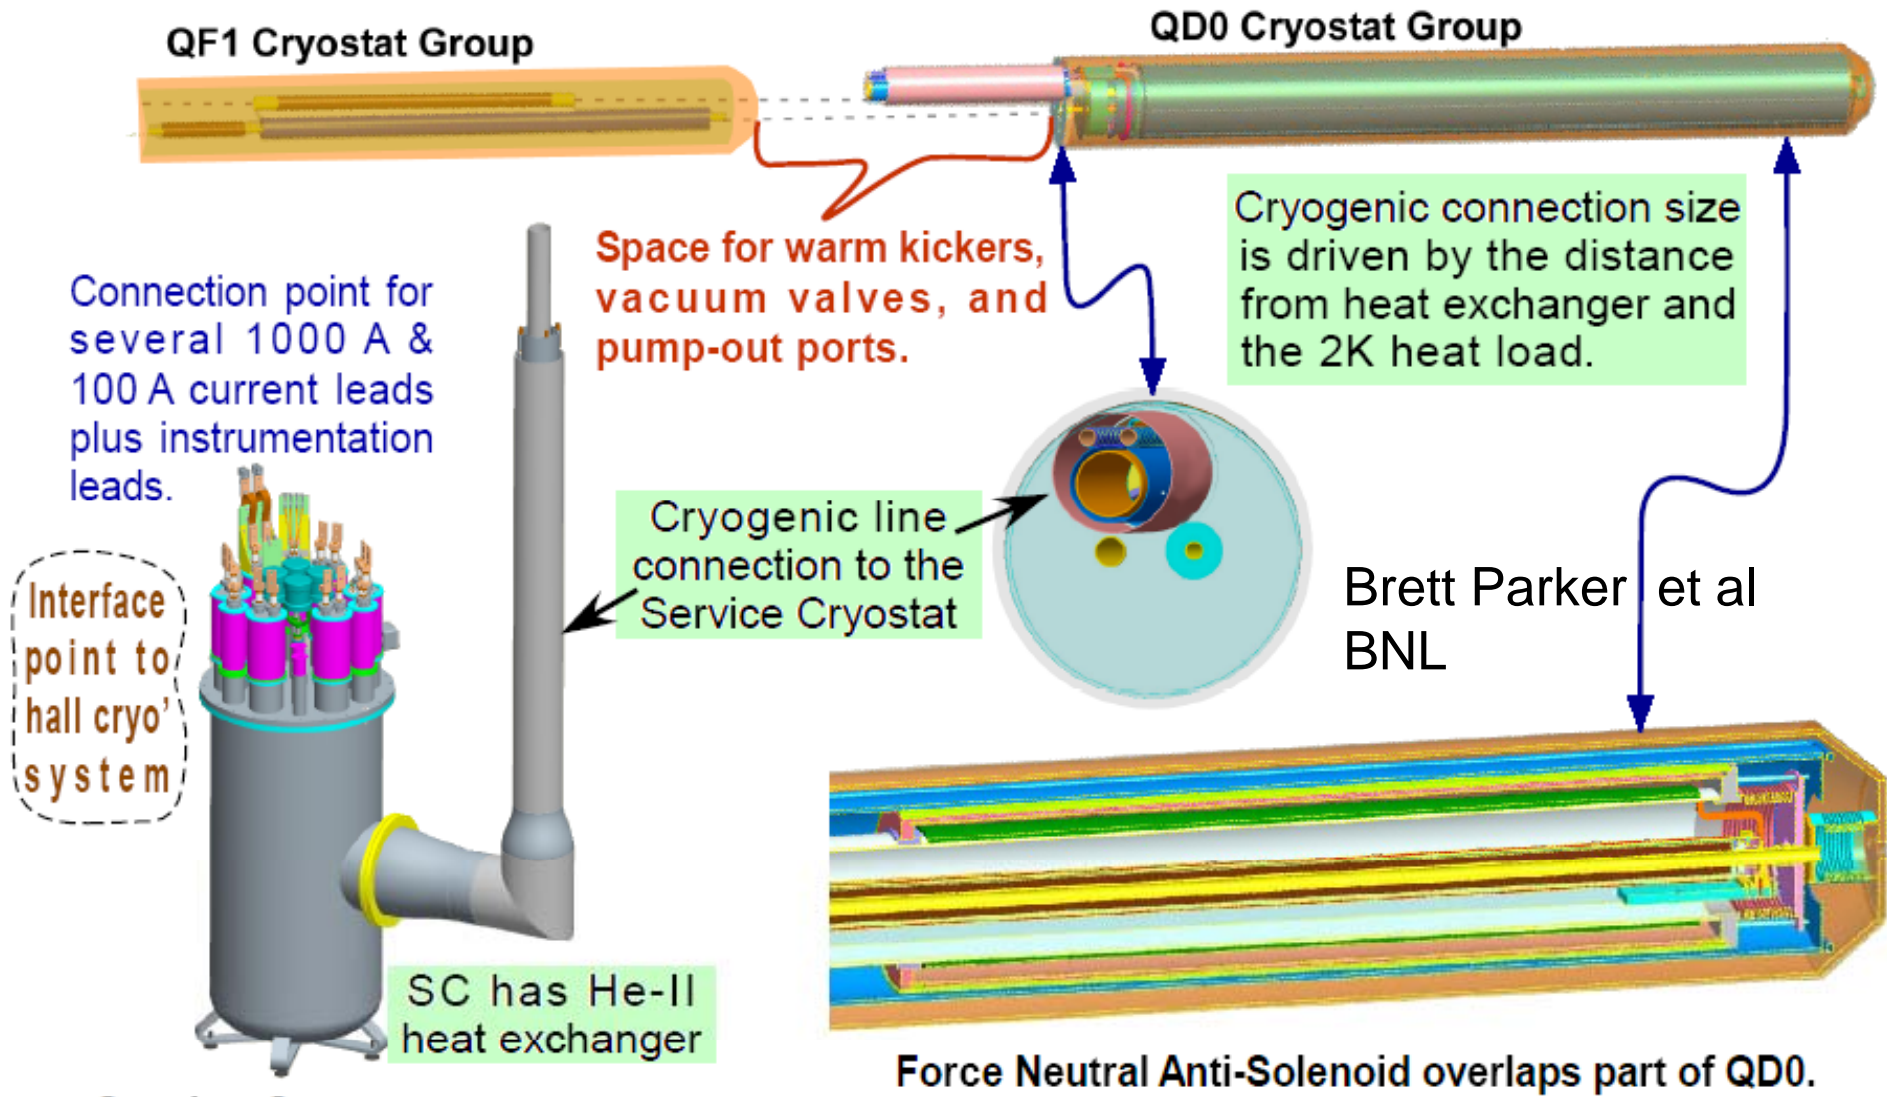 QF1 Cryostat Group
QD0 Cryostat Group
Space for warm kickers,
vacuum valves, and
pump-out ports.
Cryogenic connection size
is driven by the distance
from heat exchanger and
the 2K heat load.
Connection point for
several 1000 A &
100 A current leads
plus instrumentation
leads.
Cryogenic line
connection to the
Service Cryostat
Interface
point to
hall cryo'
system
Brett Parker et al
BNL
SC has He-II
heat exchanger
Force Neutral Anti-Solenoid overlaps part of QD0.